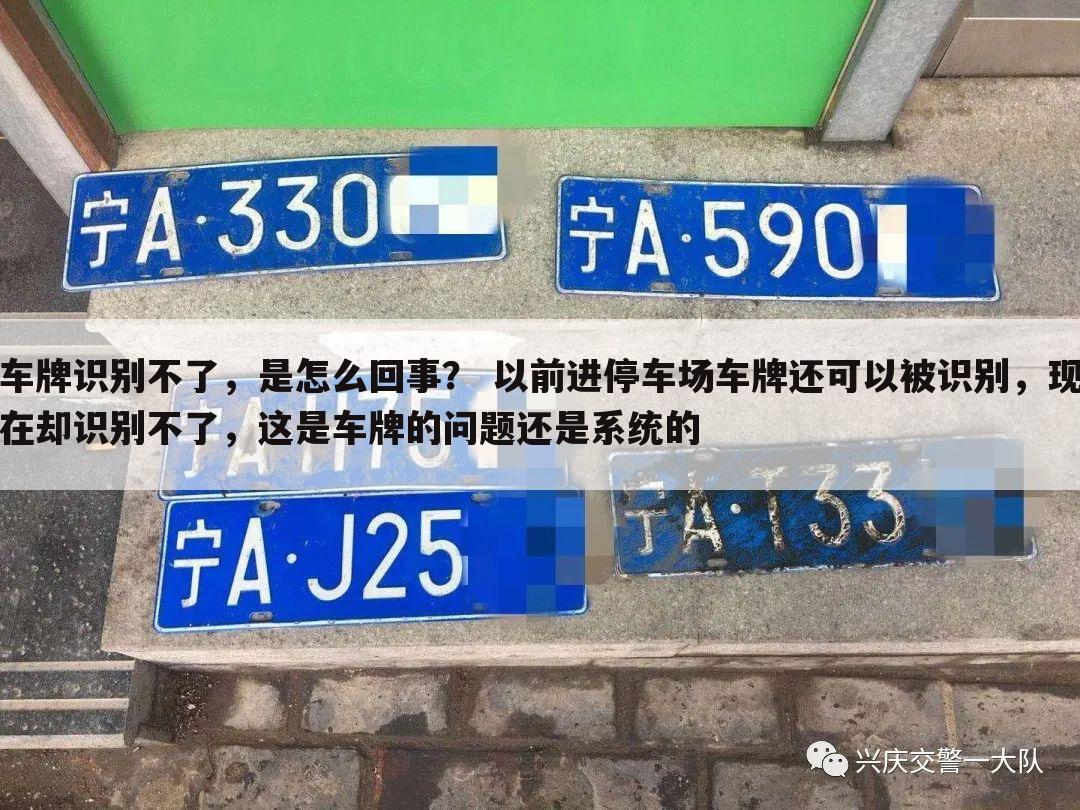 宁A·330
宁A·590
车牌识别不了，是怎么回事？ 以前进停车场车牌还可以被识别，现
在却识别不了，这是车牌的问题还是系统的
宁A·H75
宁A·T33
宁A·J25
兴庆交警一大队